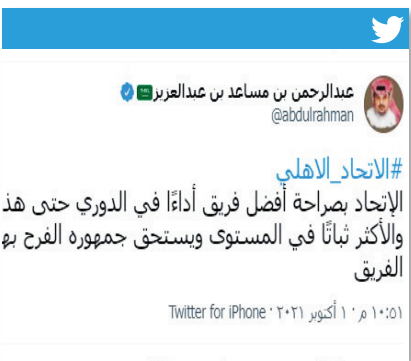 عبدالرحمن بن مساعد بن عبدالعزيز
@abdulrahman
#الاتحاد_الاهلي
الإتحاد بصراحة أفضل فريق أداءًا في الدوري حتى هذ
والأكثر ثباتًا في المستوى ويستحق جمهوره الفرح به
الفريق
١٠:٥١ م · ١ أكتوبر ٢٠٢١ · Twitter for iPhone